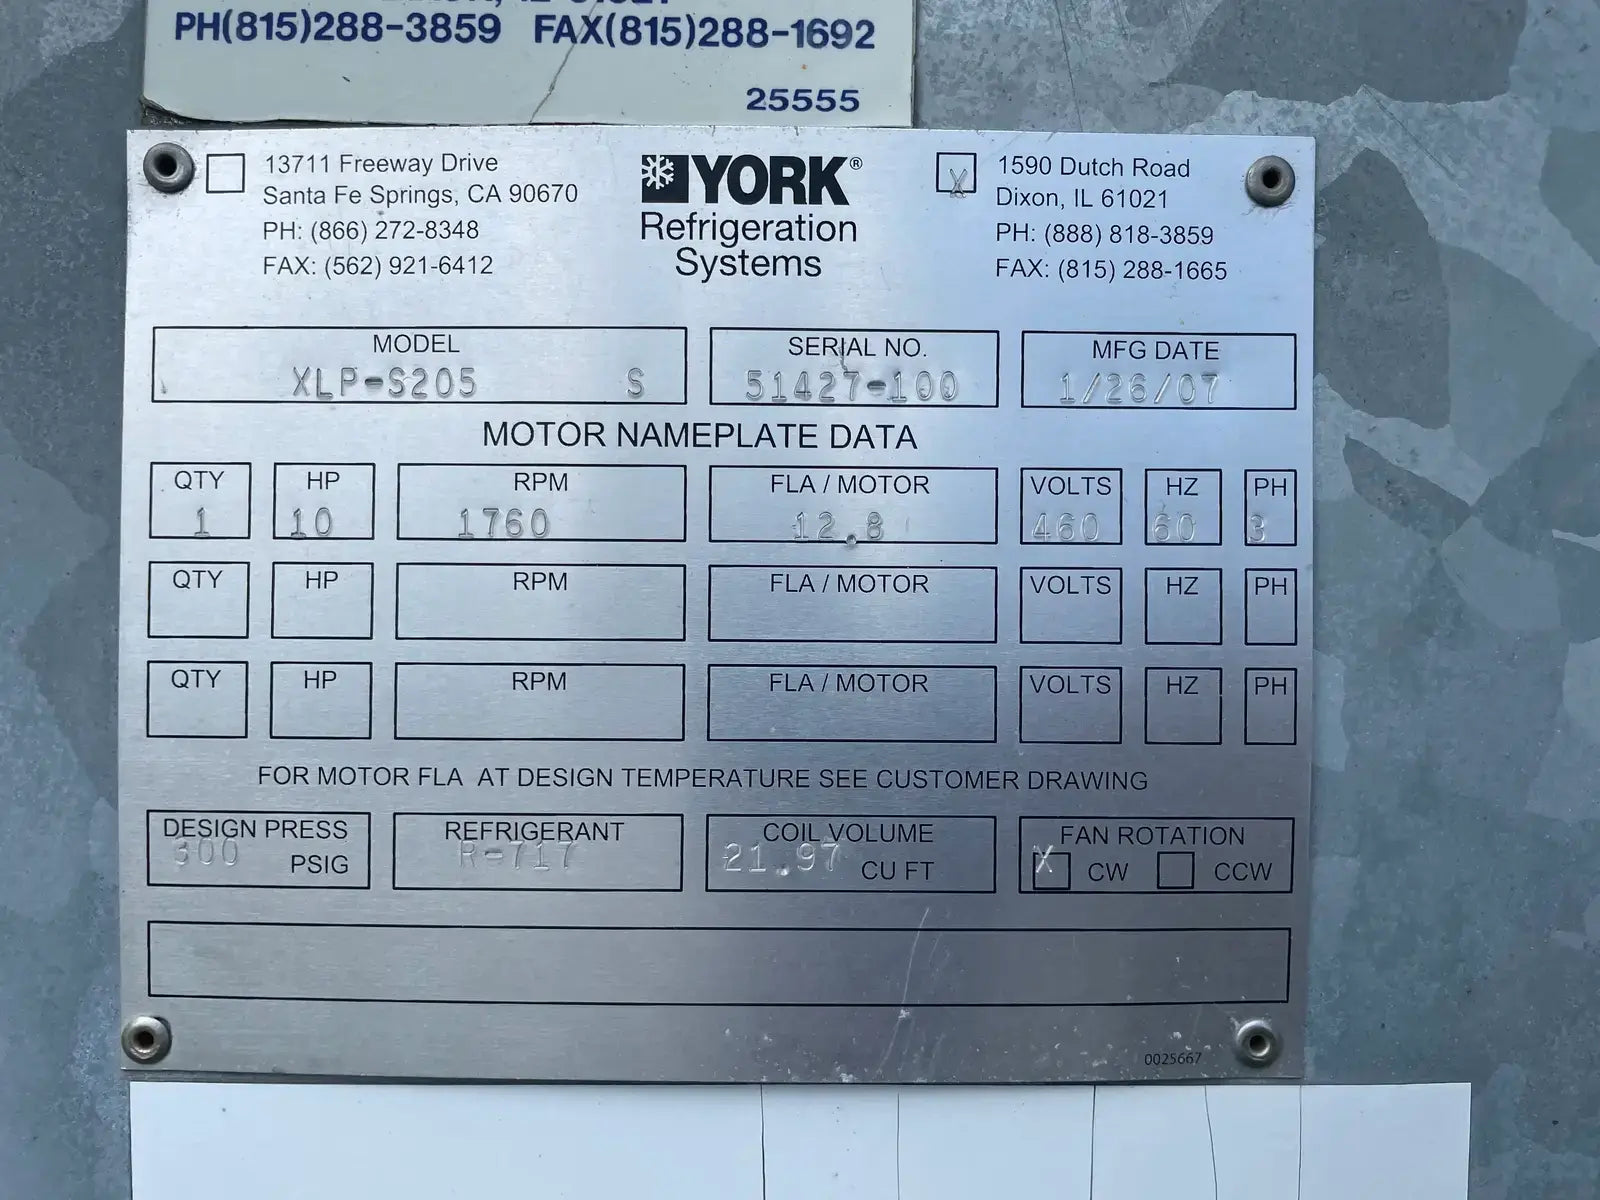 PH(815)288-3859 FAX(815)288-1692
25555
13711 Freeway Drive
Santa Fe Springs, CA 90670
PH: (866) 272-8348
FAX: (562) 921-6412
YORK®
Refrigeration
Systems
X
1590 Dutch Road
Dixon, IL 61021
PH: (888) 818-3859
FAX: (815) 288-1665
MODEL
XLP-S205 S
SERIAL NO.
51427-100
MFG DATE
1/26/07
MOTOR NAMEPLATE DATA
QTY HP RPM FLA / MOTOR VOLTS HZ PH
1 10 1760 12.8 460 60 3
QTY HP RPM FLA / MOTOR VOLTS HZ PH
QTY HP RPM FLA / MOTOR VOLTS HZ PH
FOR MOTOR FLA AT DESIGN TEMPERATURE SEE CUSTOMER DRAWING
DESIGN PRESS
300 PSIG
REFRIGERANT
R-717
COIL VOLUME
21.97 CU FT
FAN ROTATION
X CW CCW
0025667